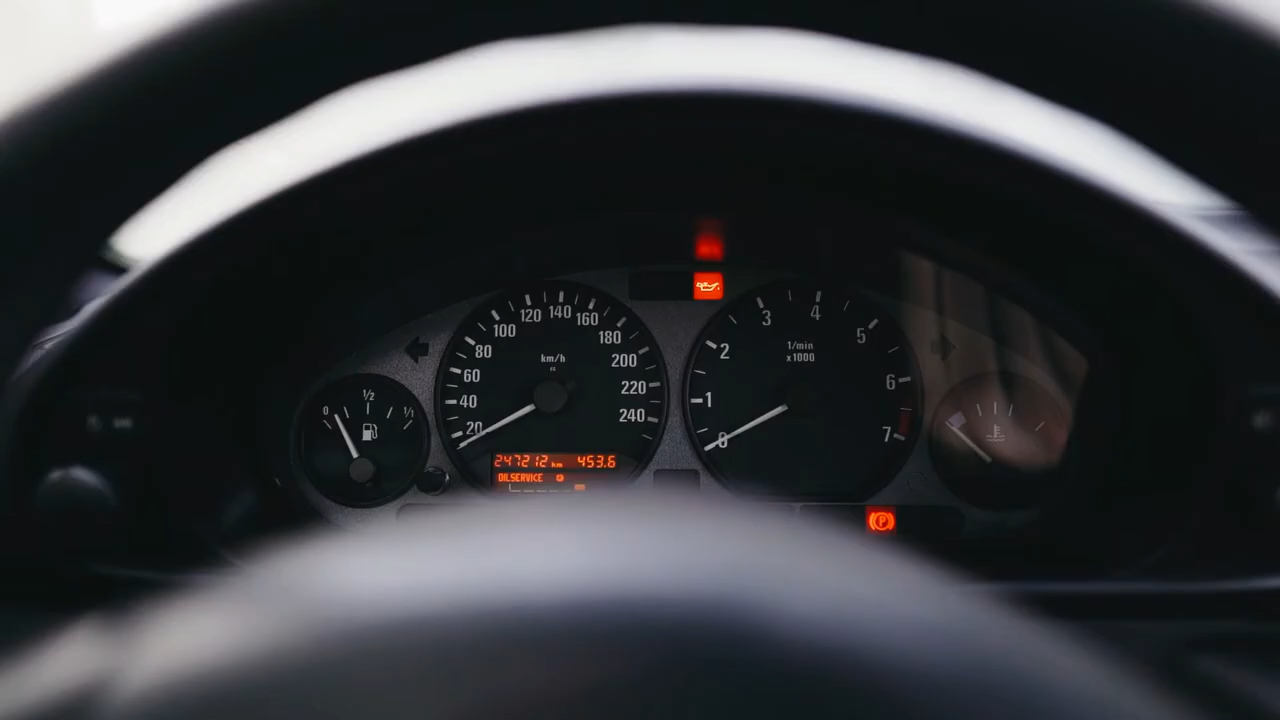 0 1/2 1/1
20 40 60 80 100 120 140 160 180 200 220 240
km/h
247212 km 453.6
OILSERVICE
0 1 2 3 4 5 6 7
1/min
x1000
P